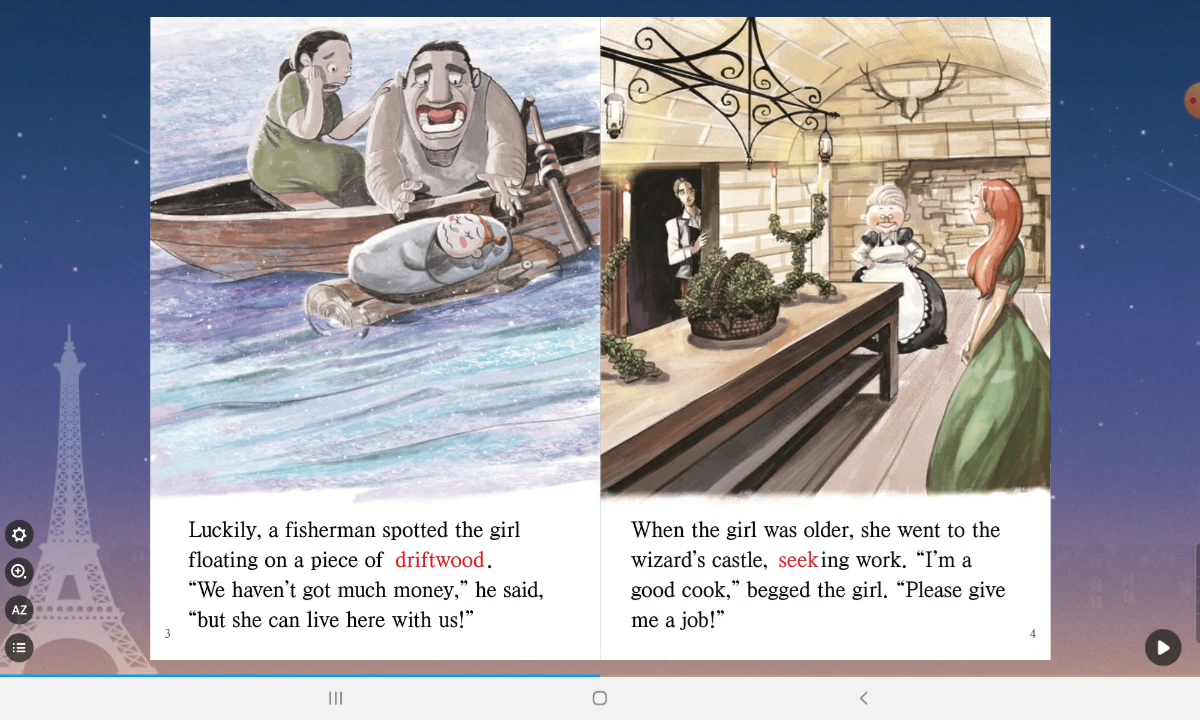 Luckily, a fisherman spotted the girl
floating on a piece of driftwood.
“We haven’t got much money,” he said,
“but she can live here with us!”
3
When the girl was older, she went to the
wizard’s castle, seeking work. “I’m a
good cook,” begged the girl. “Please give
me a job!”
4
AZ